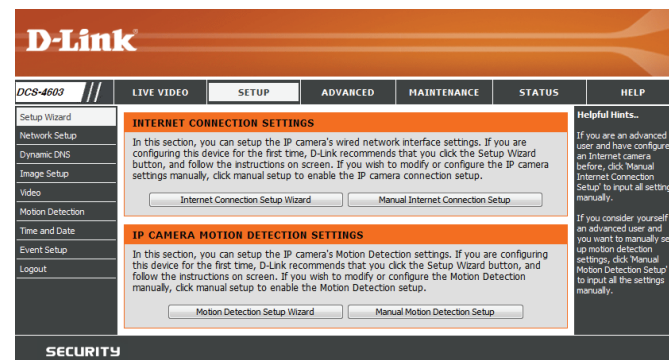 D-Link
DCS-4603
LIVE VIDEO
SETUP
ADVANCED
MAINTENANCE
STATUS
HELP
Setup Wizard
Network Setup
Dynamic DNS
Image Setup
Video
Motion Detection
Time and Date
Event Setup
Logout
INTERNET CONNECTION SETTINGS
In this section, you can setup the IP camera's wired network interface settings. If you are
configuring this device for the first time, D-Link recommends that you click the Setup Wizard
button, and follow the instructions on screen. If you wish to modify or configure the IP camera
settings manually, click manual setup to enable the IP camera connection setup.
Internet Connection Setup Wizard
Manual Internet Connection Setup
IP CAMERA MOTION DETECTION SETTINGS
In this section, you can setup the IP camera's Motion Detection settings. If you are configuring
this device for the first time, D-Link recommends that you click the Setup Wizard button, and
follow the instructions on screen. If you wish to modify or configure the Motion Detection
manually, click manual setup to enable the Motion Detection setup.
Motion Detection Setup Wizard
Manual Motion Detection Setup
Helpful Hints..
If you are an advanced
user and have configure
an Internet camera
before, click 'Manual
Internet Connection
Setup' to input all setting
manually.
If you consider yourself
an advanced user and
you want to manually se
up motion detection
settings, click 'Manual
Motion Detection Setup'
to input all the settings
manually.
SECURITY